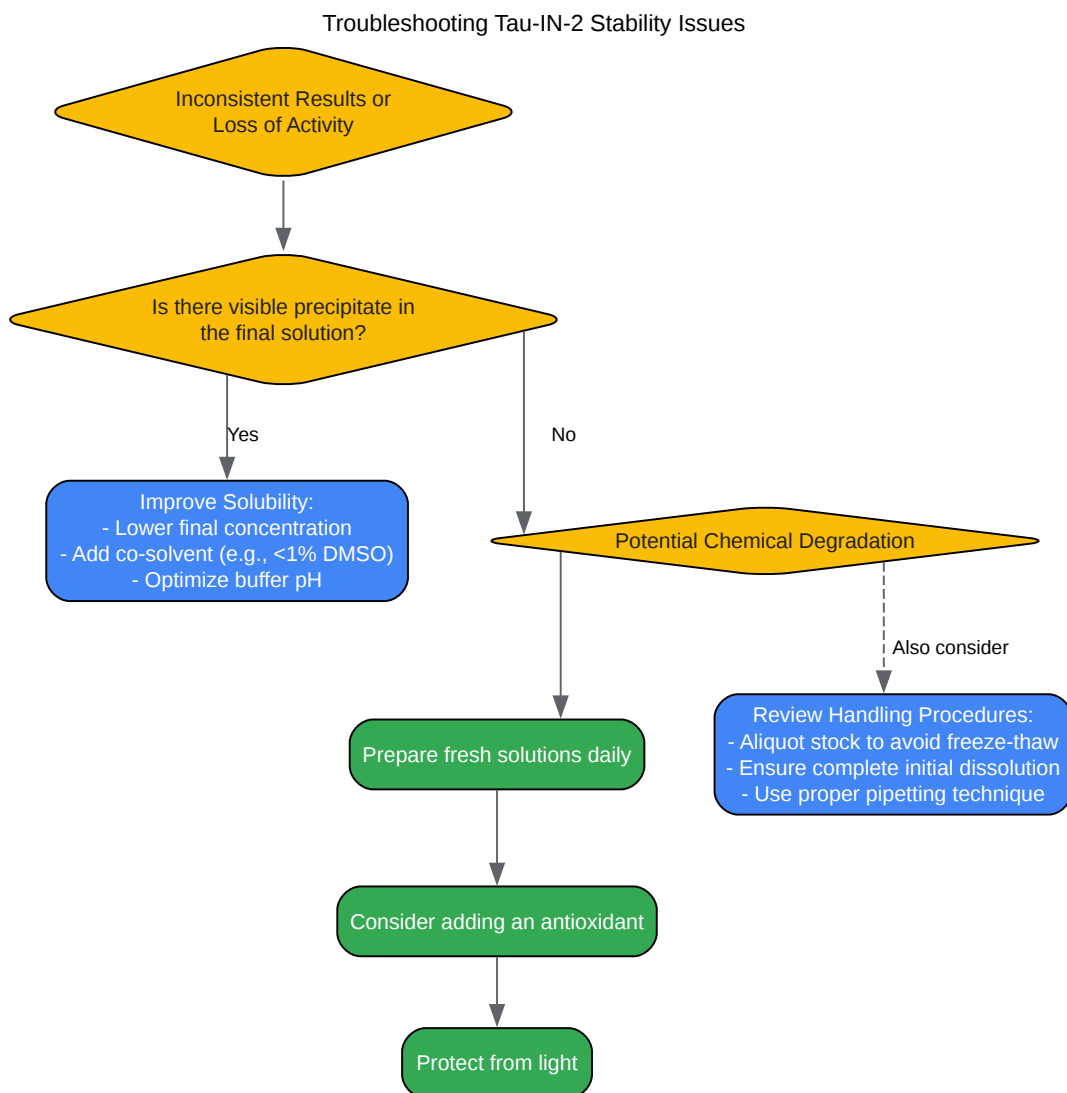 Troubleshooting Tau-IN-2 Stability Issues
Inconsistent Results or
Loss of Activity
Is there visible precipitate in
the final solution?
Yes
No
Improve Solubility:
- Lower final concentration
- Add co-solvent (e.g., <1% DMSO)
- Optimize buffer pH
Potential Chemical Degradation
Also consider
Review Handling Procedures:
- Aliquot stock to avoid freeze-thaw
- Ensure complete initial dissolution
- Use proper pipetting technique
Prepare fresh solutions daily
Consider adding an antioxidant
Protect from light